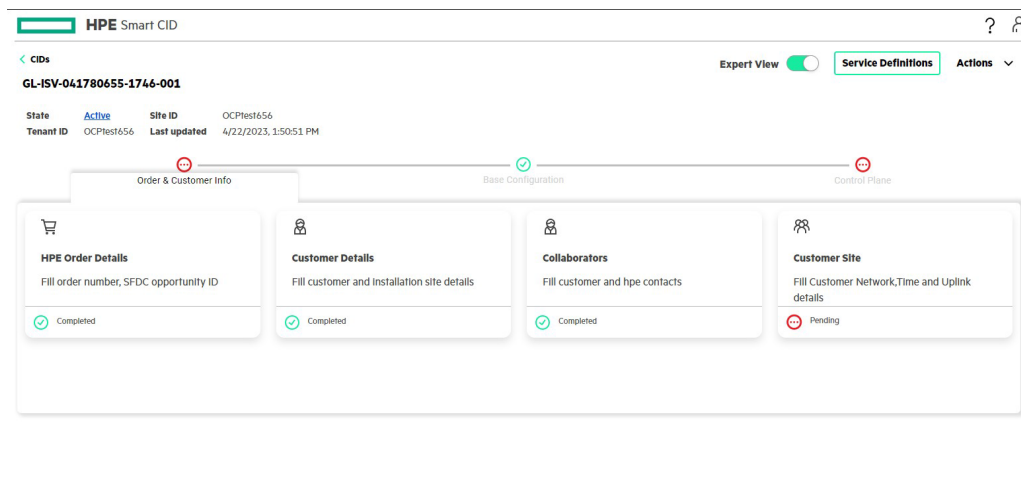 HPE Smart CID
?
< CIDs
Expert View
Service Definitions
Actions
GL-ISV-041780655-1746-001
State Active Site ID OCPtest656
Tenant ID OCPtest656 Last updated 4/22/2023, 1:50:51 PM
Order & Customer Info
Base Configuration
Control Plane
HPE Order Details
Fill order number, SFDC opportunity ID
Completed
Customer Details
Fill customer and installation site details
Completed
Collaborators
Fill customer and hpe contacts
Completed
Customer Site
Fill Customer Network,Time and Uplink
details
Pending